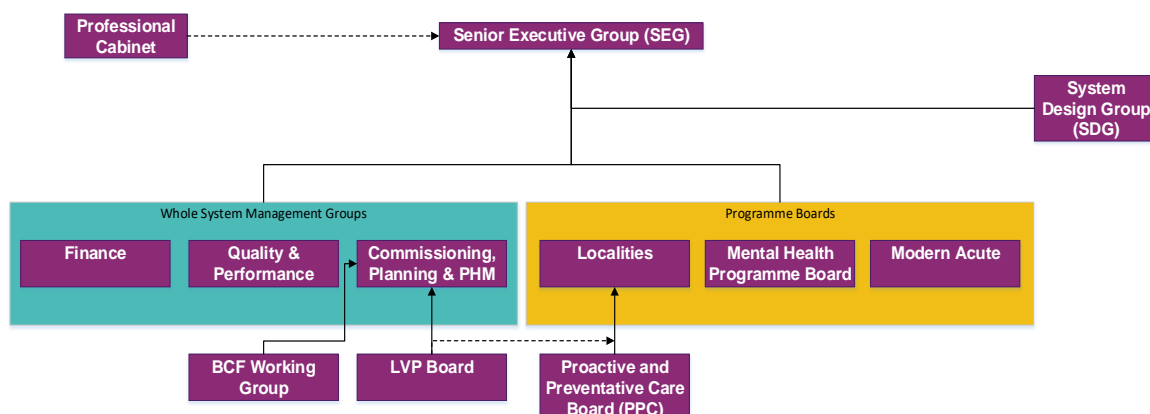 Professional
Cabinet
Senior Executive Group (SEG)
System
Design Group
(SDG)
Whole System Management Groups
Programme Boards
Finance
Quality &
Performance
Commissioning,
Planning & PHM
Localities
Mental Health
Programme Board
Modern Acute
BCF Working
Group
LVP Board
Proactive and
Preventative Care
Board (PPC)